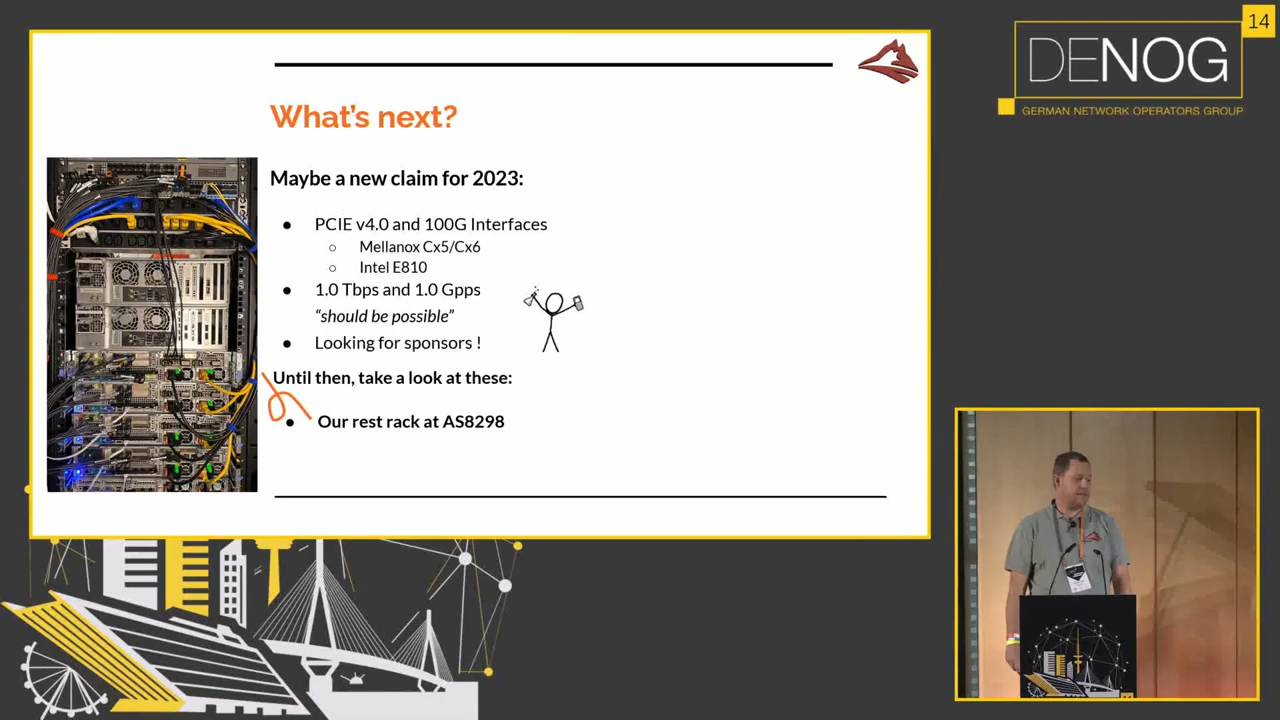 14
DENOG
GERMAN NETWORK OPERATORS GROUP
What's next?
Maybe a new claim for 2023:
● PCIE v4.0 and 100G Interfaces
○ Mellanox Cx5/Cx6
○ Intel E810
● 1.0 Tbps and 1.0 Gpps
“should be possible”
● Looking for sponsors !
Until then, take a look at these:
● Our rest rack at AS8298